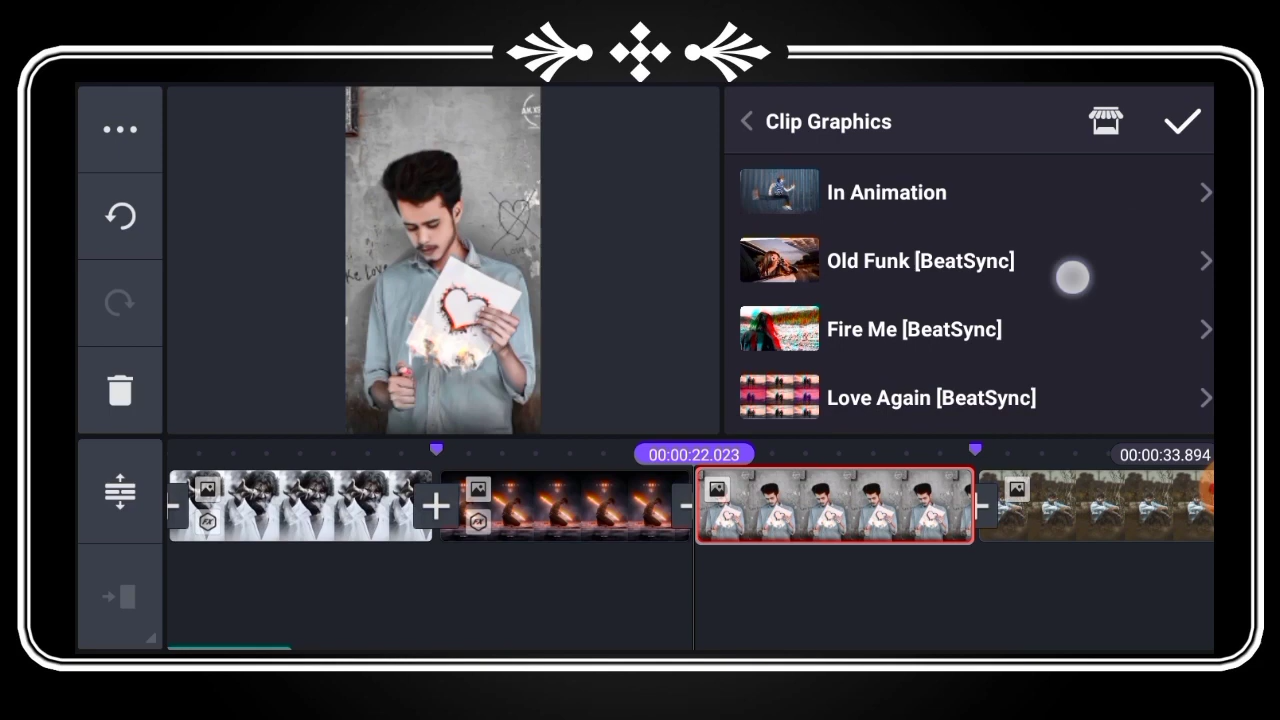 Clip Graphics
In Animation
Old Funk [BeatSync]
Fire Me [BeatSync]
Love Again [BeatSync]
00:00:22.023
00:00:33.894